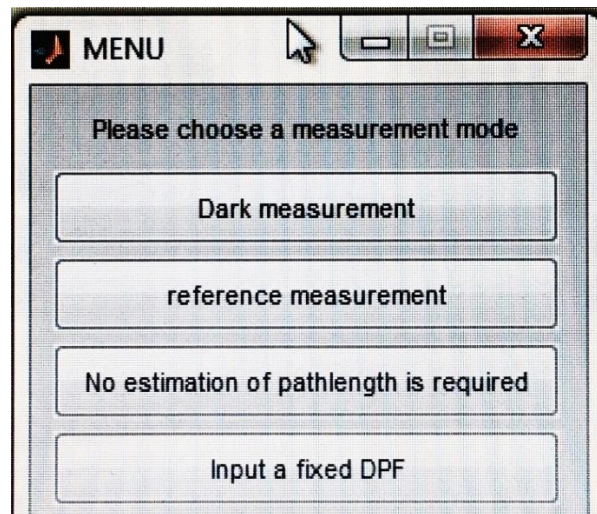 MENU
Please choose a measurement mode
Dark measurement
reference measurement
No estimation of pathlength is required
Input a fixed DPF